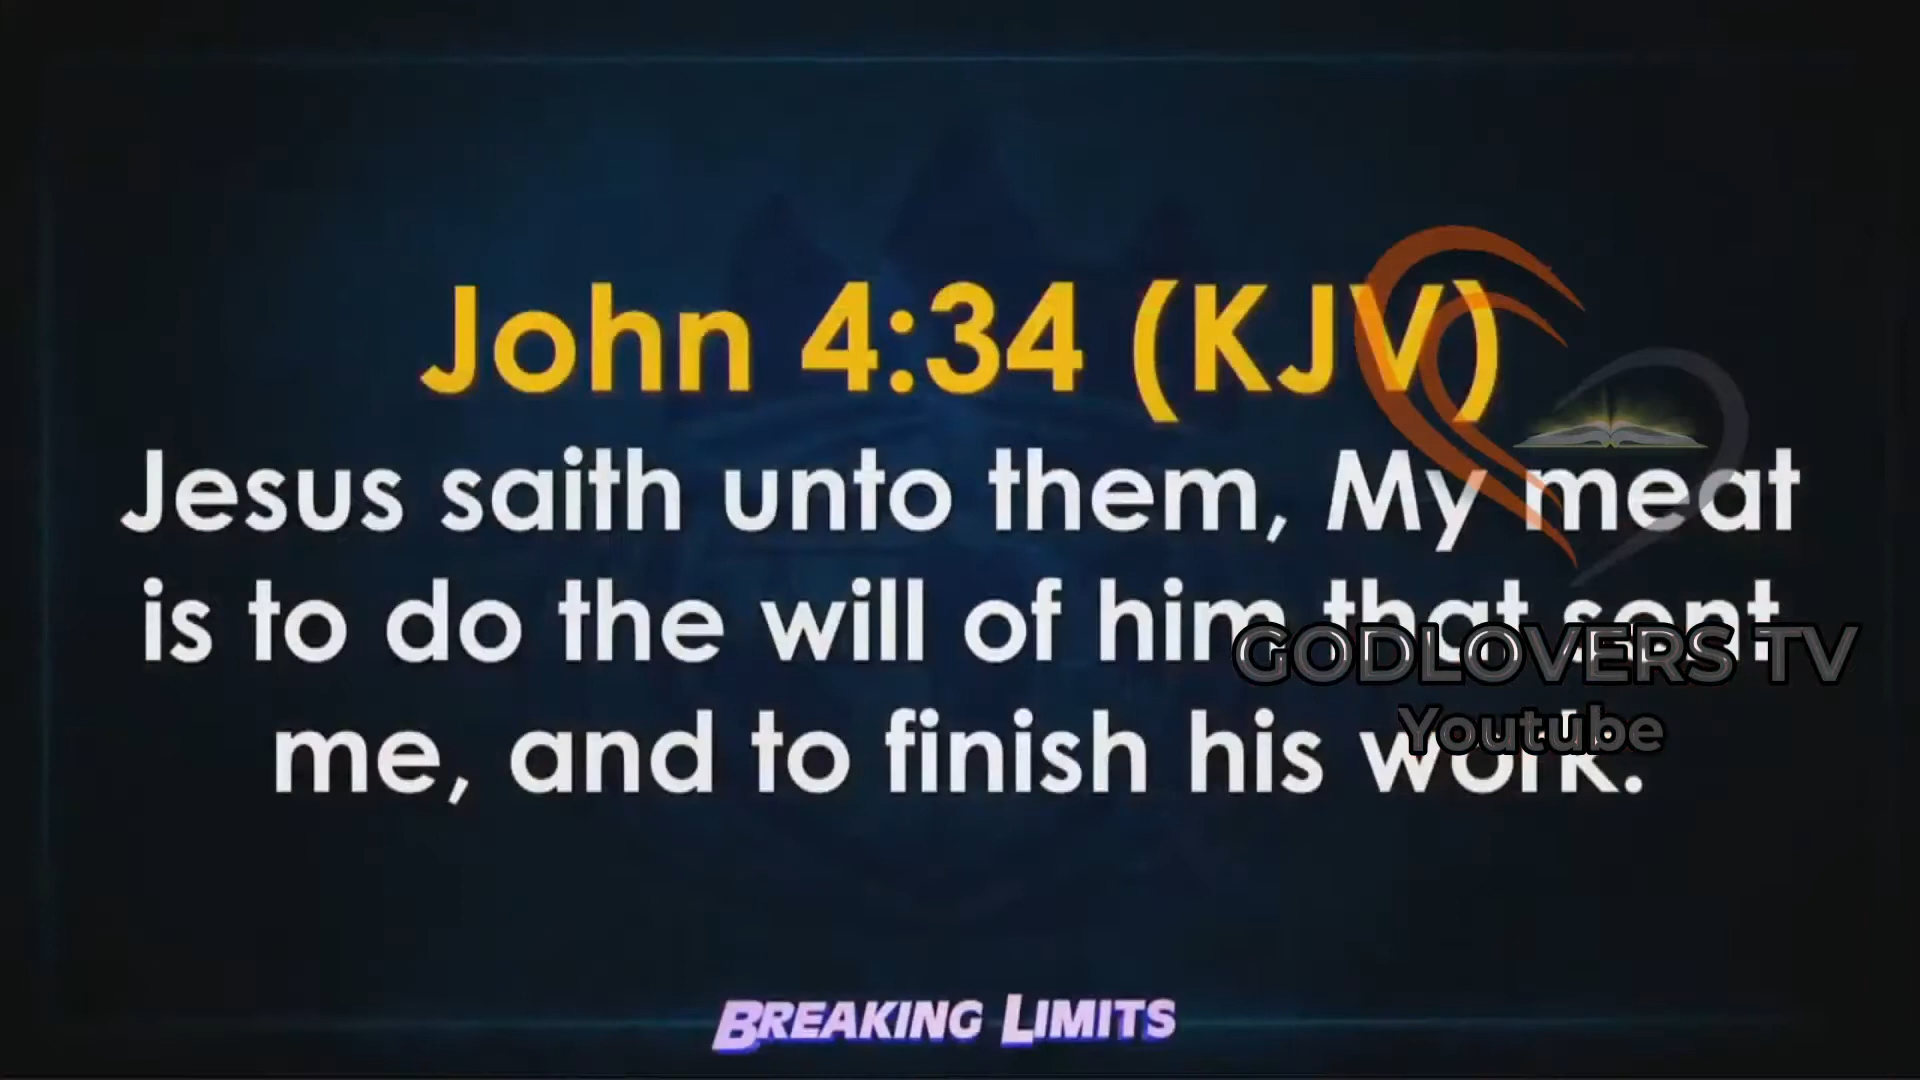 John 4:34 (KJV)
Jesus saith unto them, My meat
is to do the will of him that sent
me, and to finish his work.
GODLOVERS TV
Youtube
BREAKING LIMITS